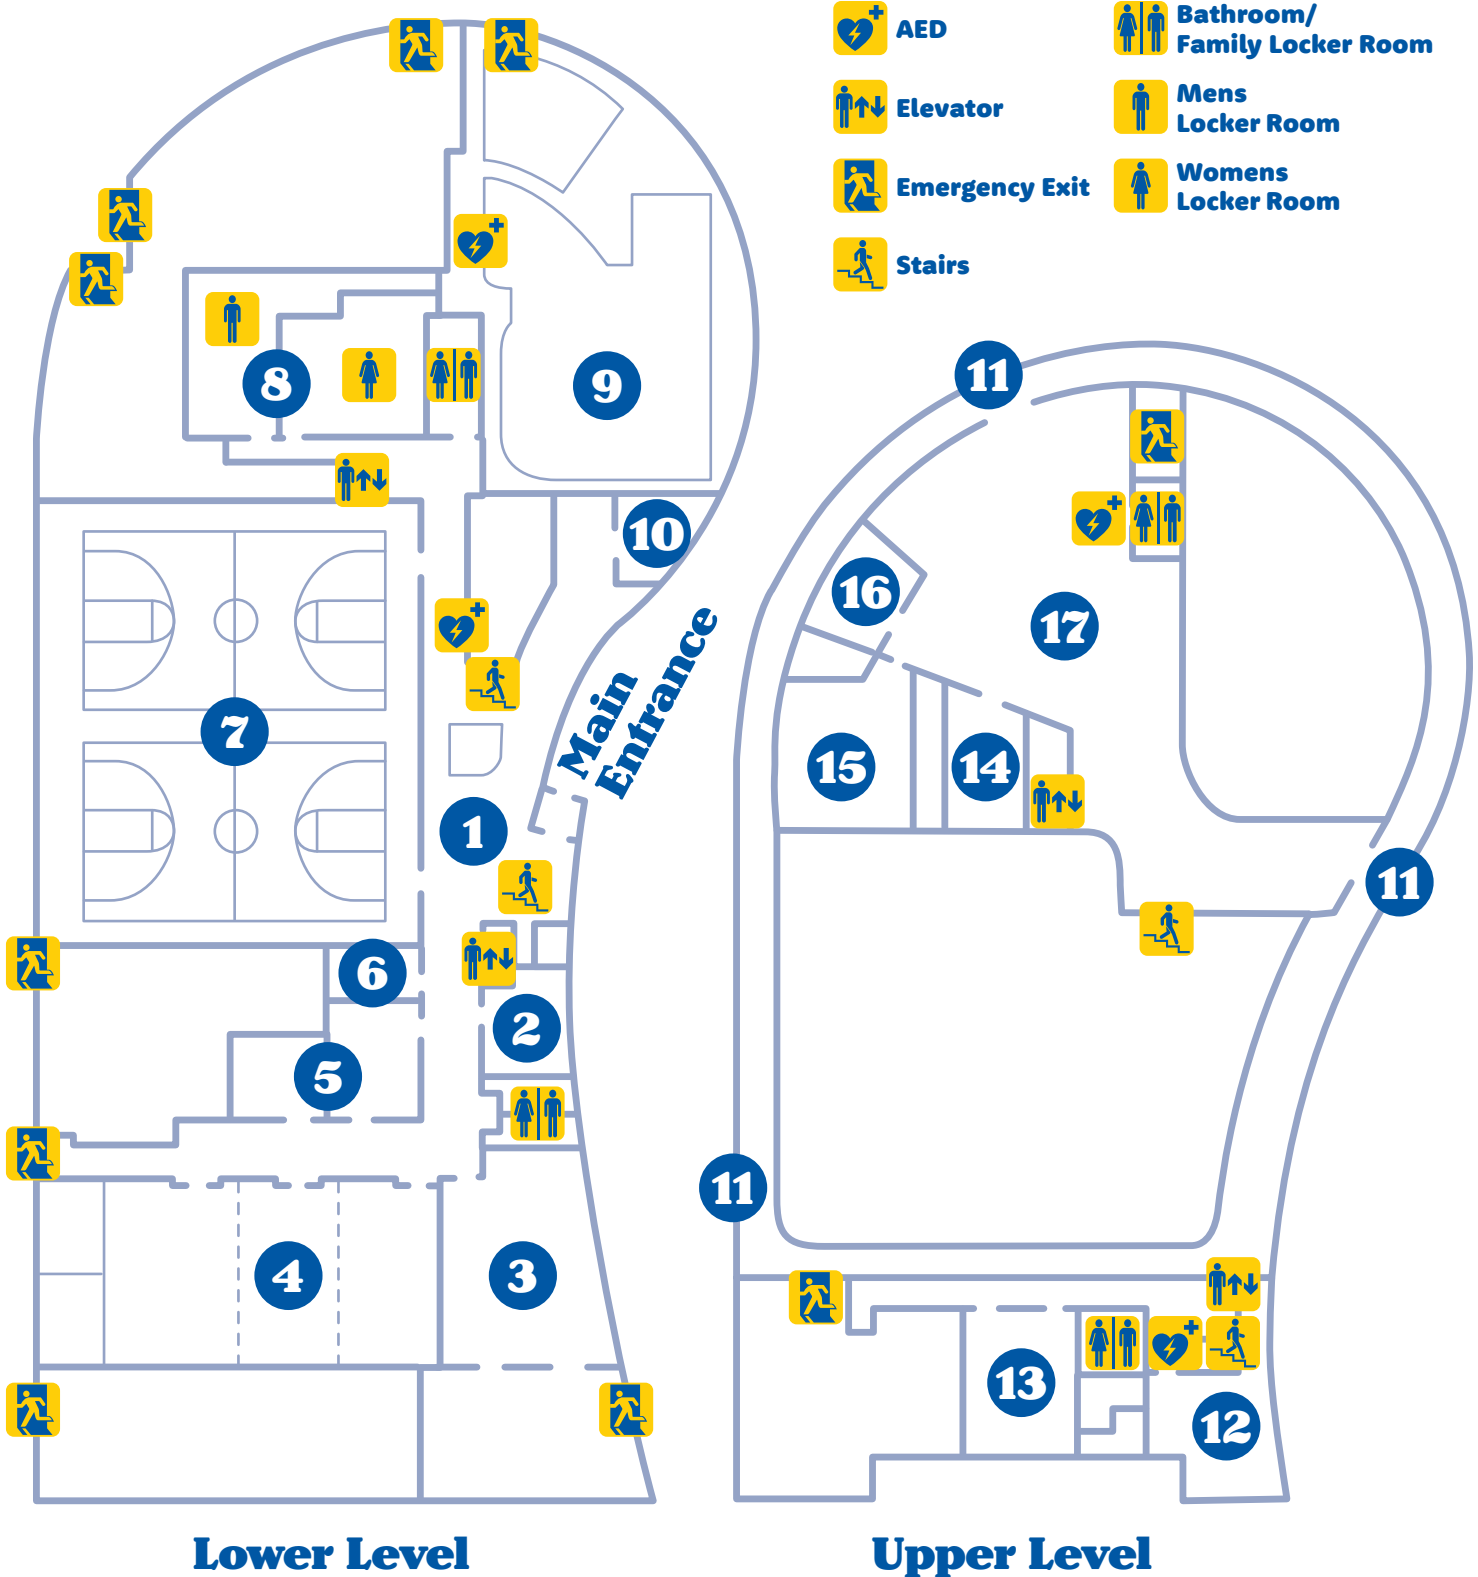 AED
Bathroom/
Family Locker Room
Elevator
Mens
Locker Room
Emergency Exit
Womens
Locker Room
Stairs
8
9
10
7
Main
Entrance
1
6
2
5
4
3
11
16
17
15
14
11
11
13
12
Lower Level
Upper Level